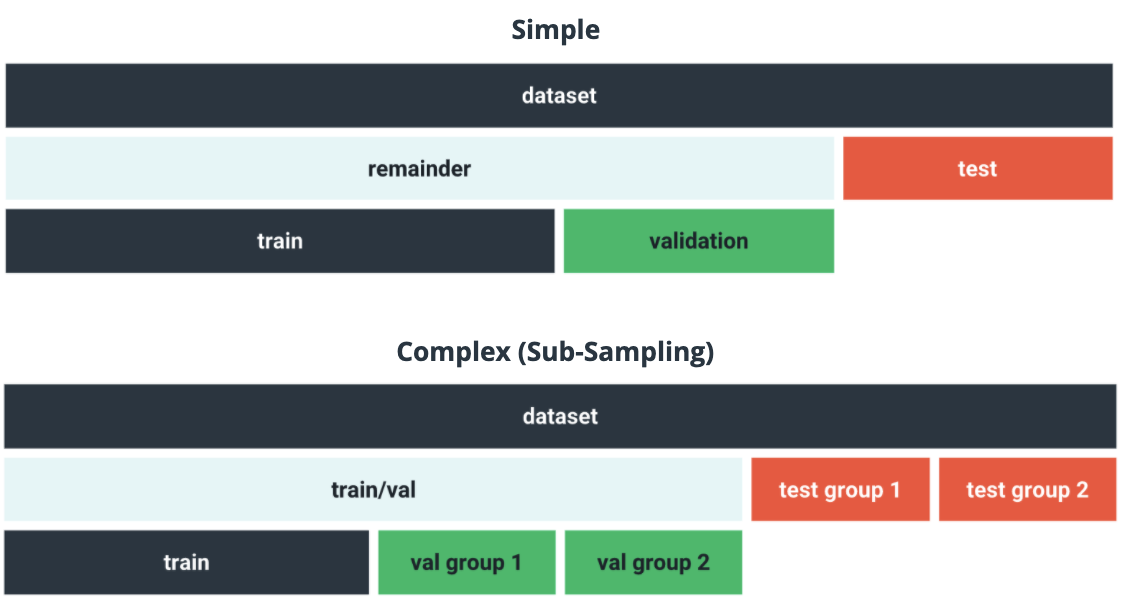 Simple
dataset
remainder
test
train
validation
Complex (Sub-Sampling)
dataset
train/val
test group 1
test group 2
train
val group 1
val group 2